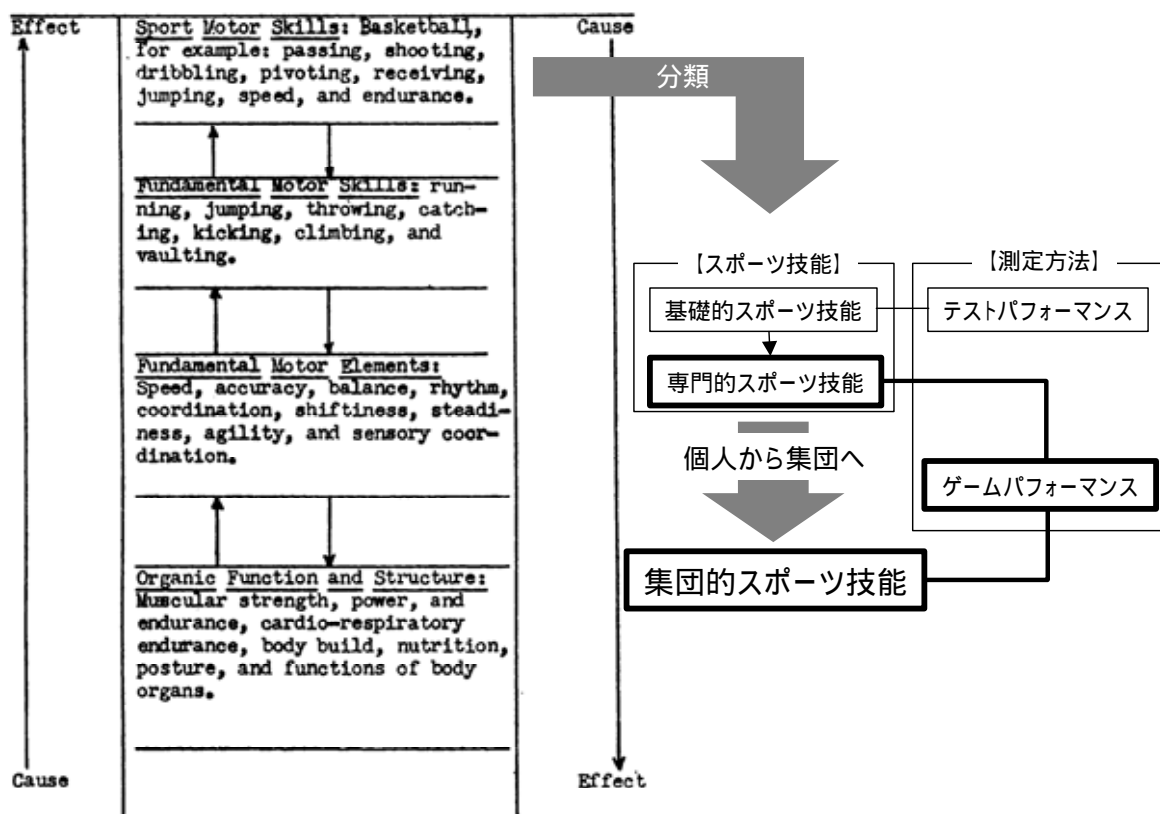 Effect
Sport Motor Skills: Basketball,
for example: passing, shooting,
dribbling, pivoting, receiving,
jumping, speed, and endurance.
Cause
分類
Fundamental Motor Skills: run-
ning, jumping, throwing, catch-
ing, kicking, climbing, and
vaulting.
Fundamental Motor Elements:
Speed, accuracy, balance, rhythm,
coordination, shiftiness, steadi-
ness, agility, and sensory coor-
dination.
Organic Function and Structure:
Muscular strength, power, and
endurance, cardio-respiratory
endurance, body build, nutrition,
posture, and functions of body
organs.
Cause
Effect
【スポーツ技能】
基礎的スポーツ技能
専門的スポーツ技能
【測定方法】
テストパフォーマンス
個人から集団へ
ゲームパフォーマンス
集団的スポーツ技能